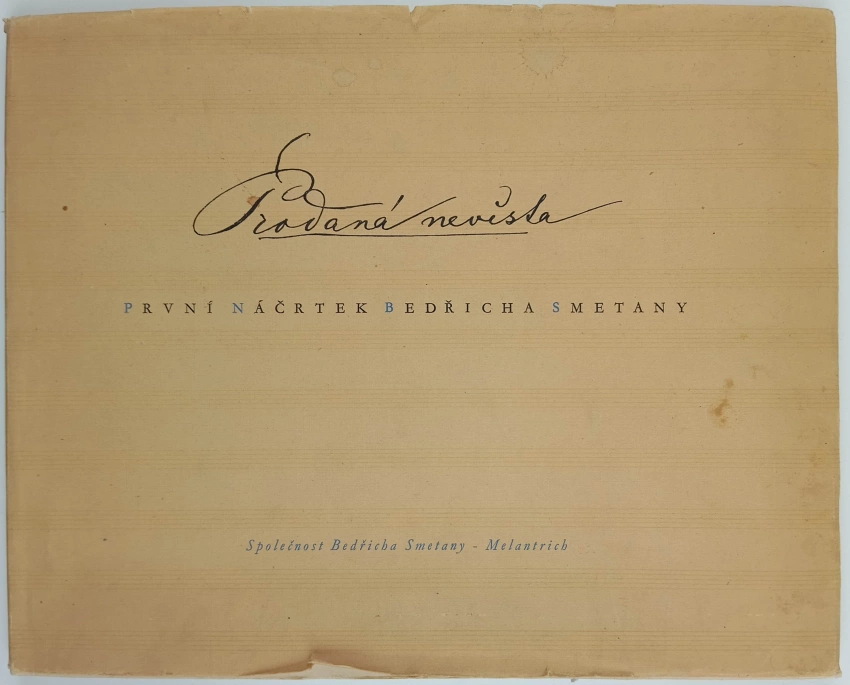 Prodaná nevěsta
PRVNÍ NÁČRTEK BEDŘICHA SMETANY
Společnost Bedřicha Smetany - Melantrich